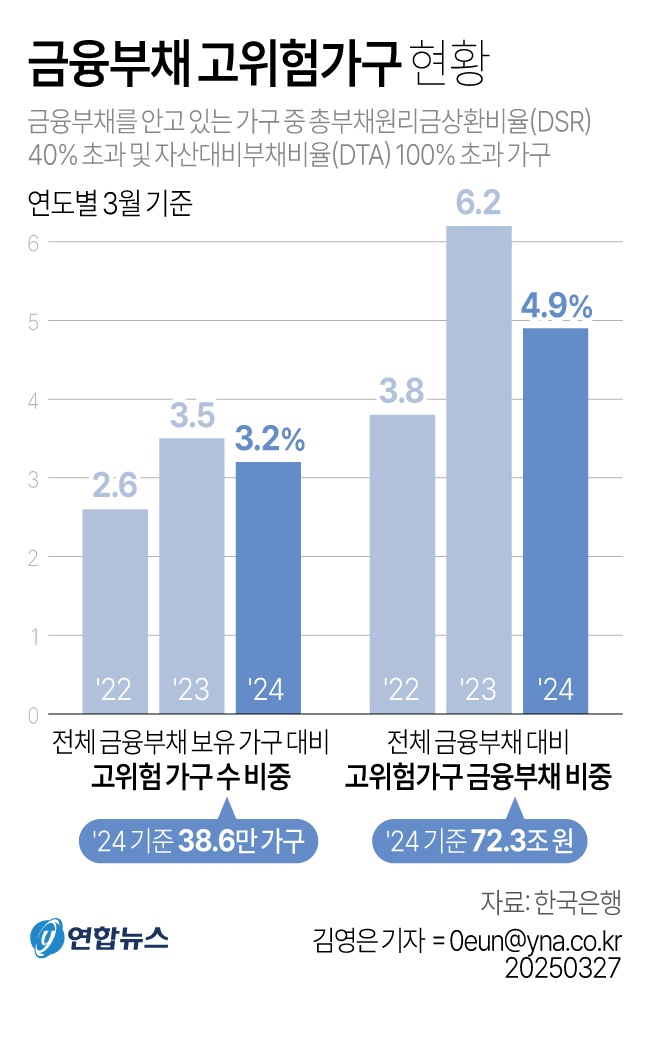 금융부채 고위험가구 현황
금융부채를 안고 있는 가구 중 총부채원리금상환비율(DSR)
40% 초과 및 자산대비부채비율(DTA) 100% 초과 가구
연도별 3월 기준
6
5
4
3
2
1
0
2.6
3.5
3.2%
3.8
6.2
4.9%
'22
'23
'24
'22
'23
'24
전체 금융부채 보유 가구 대비
고위험 가구 수 비중
'24 기준 38.6만 가구
전체 금융부채 대비
고위험가구 금융부채 비중
'24 기준 72.3조 원
자료: 한국은행
y 연합뉴스
김영은 기자 = 0eun@yna.co.kr
20250327